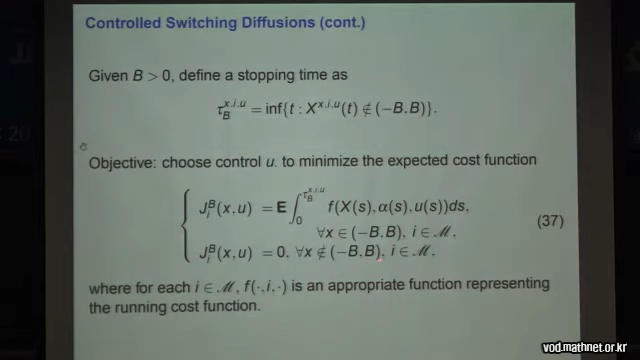 Controlled Switching Diffusions (cont.)
Given B > 0, define a stopping time as
τ_B^{x,i,u} = inf{t : X^{x,i,u}(t) ∉ (−B,B)}.
Objective: choose control u. to minimize the expected cost function
J_i^B(x,u) = E ∫_0^{τ_B^{x,i,u}} f(X(s),α(s),u(s))ds,
∀x ∈ (−B,B), i ∈ ℳ,
(37)
J_i^B(x,u) = 0, ∀x ∉ (−B,B), i ∈ ℳ,
where for each i ∈ ℳ, f(·,i,·) is an appropriate function representing
the running cost function.
vod.mathnet.or.kr